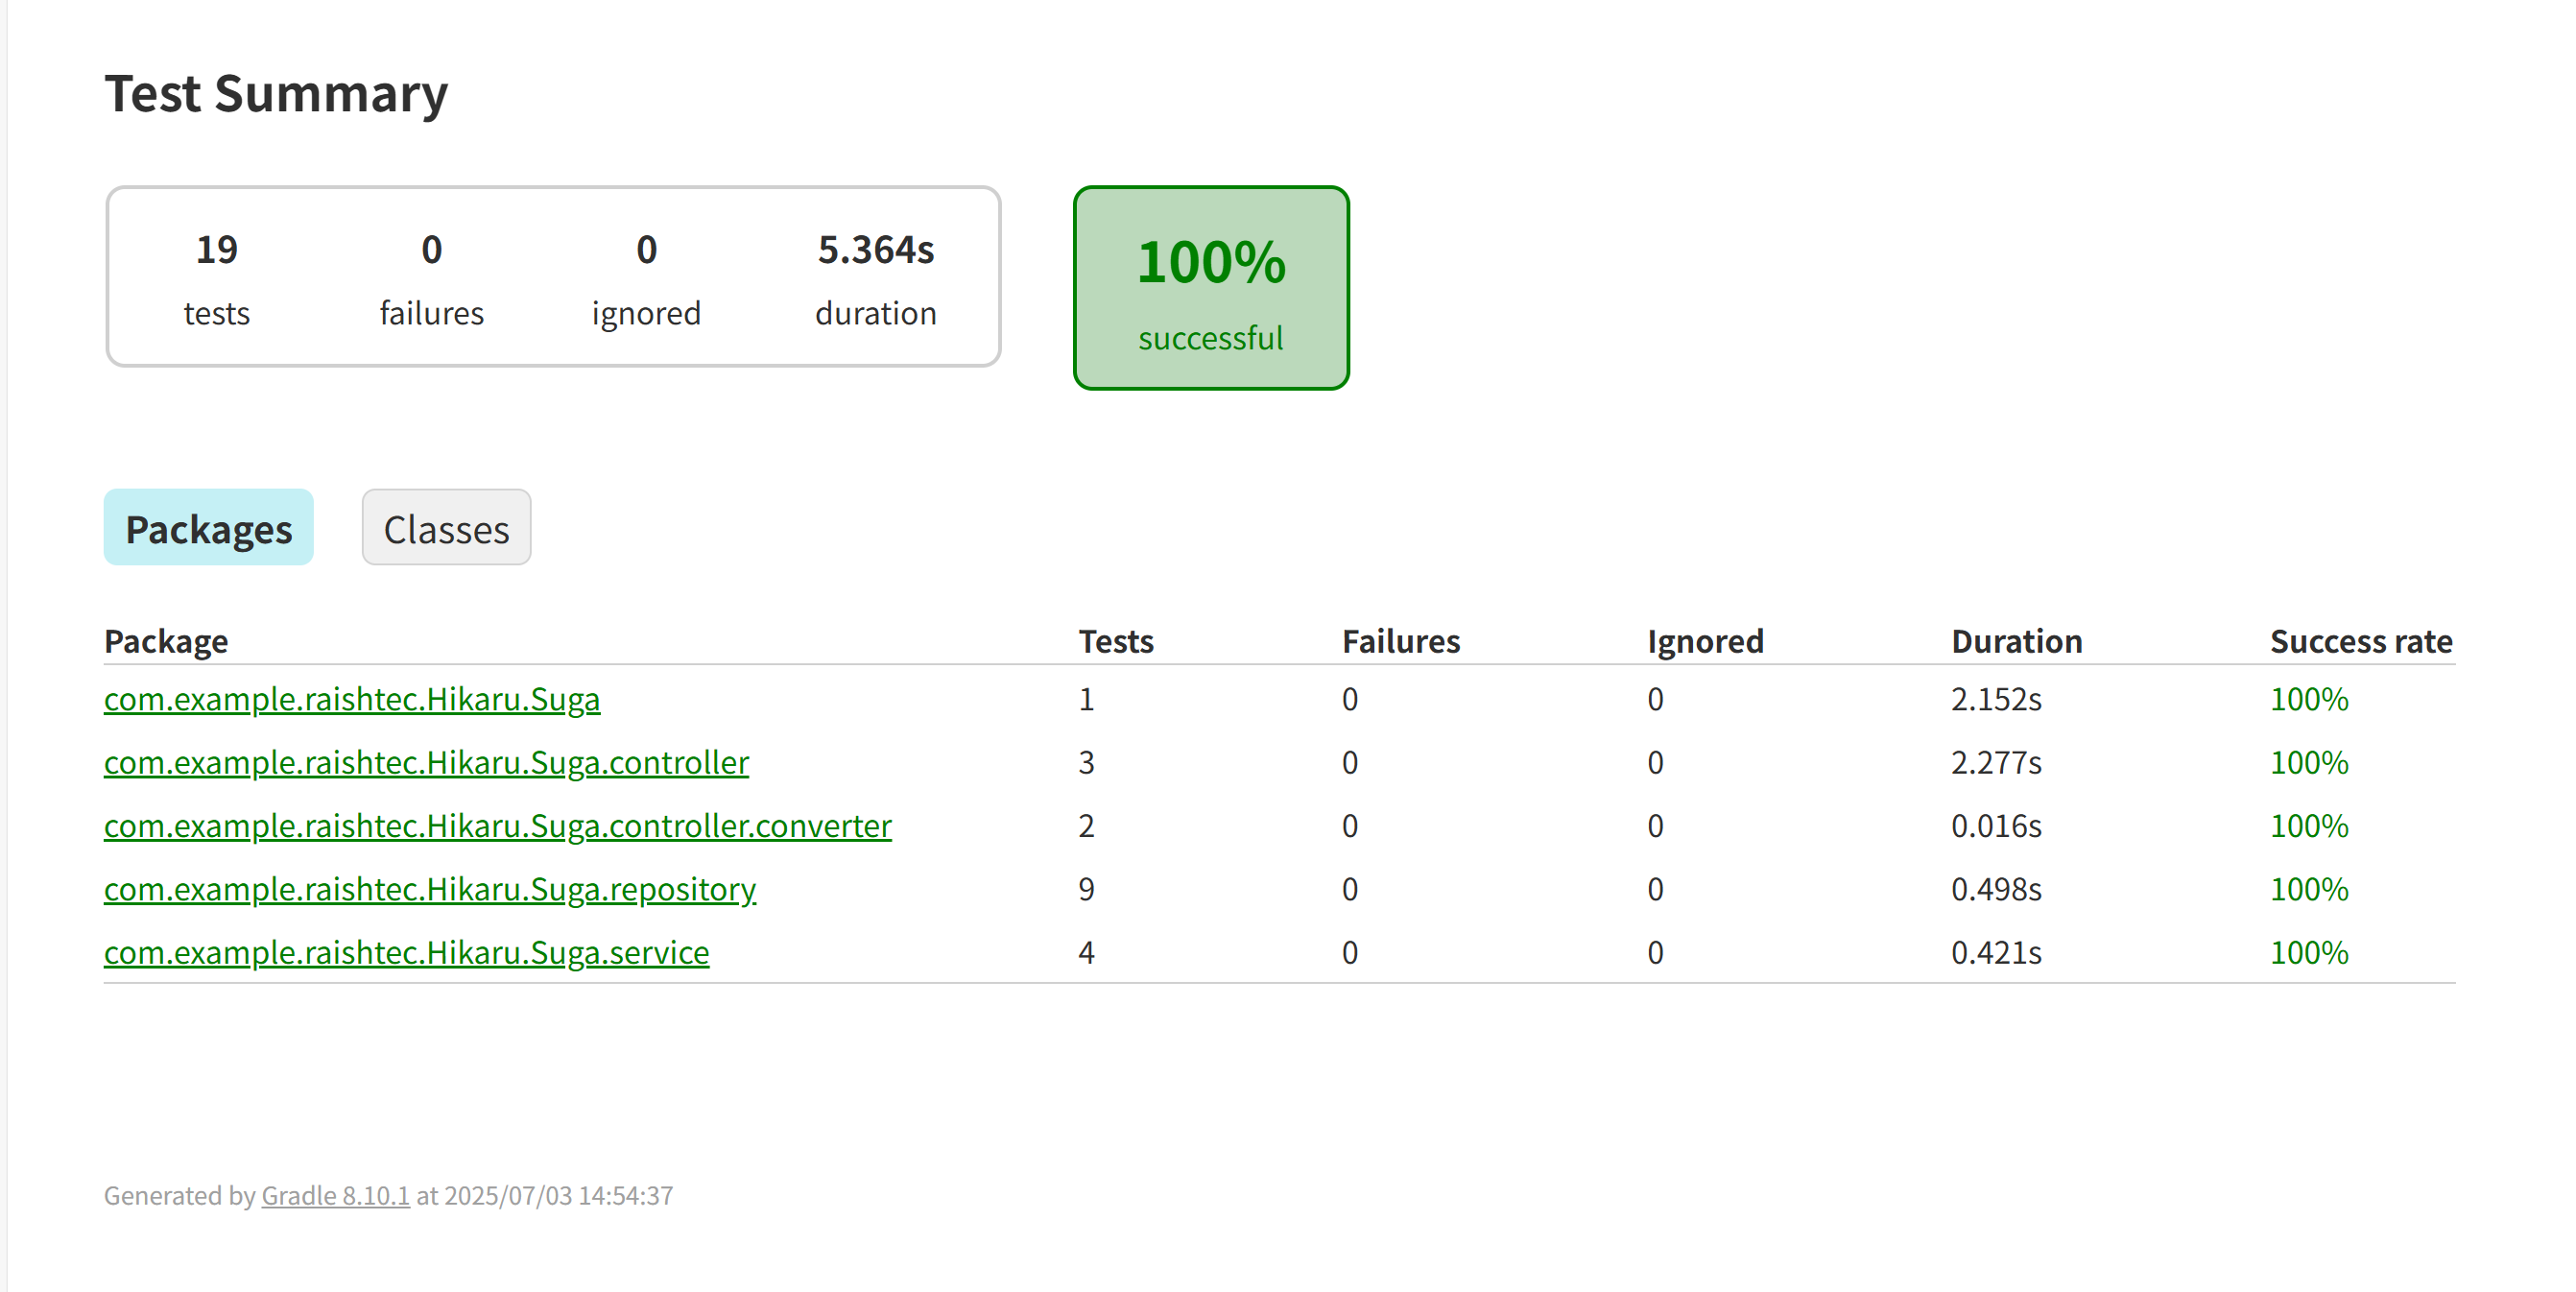 Test Summary
19 0 0 5.364s
tests failures ignored duration
100%
successful
Packages Classes
Package Tests Failures Ignored Duration Success rate
com.example.raishtec.Hikaru.Suga 1 0 0 2.152s 100%
com.example.raishtec.Hikaru.Suga.controller 3 0 0 2.277s 100%
com.example.raishtec.Hikaru.Suga.controller.converter 2 0 0 0.016s 100%
com.example.raishtec.Hikaru.Suga.repository 9 0 0 0.498s 100%
com.example.raishtec.Hikaru.Suga.service 4 0 0 0.421s 100%
Generated by Gradle 8.10.1 at 2025/07/03 14:54:37